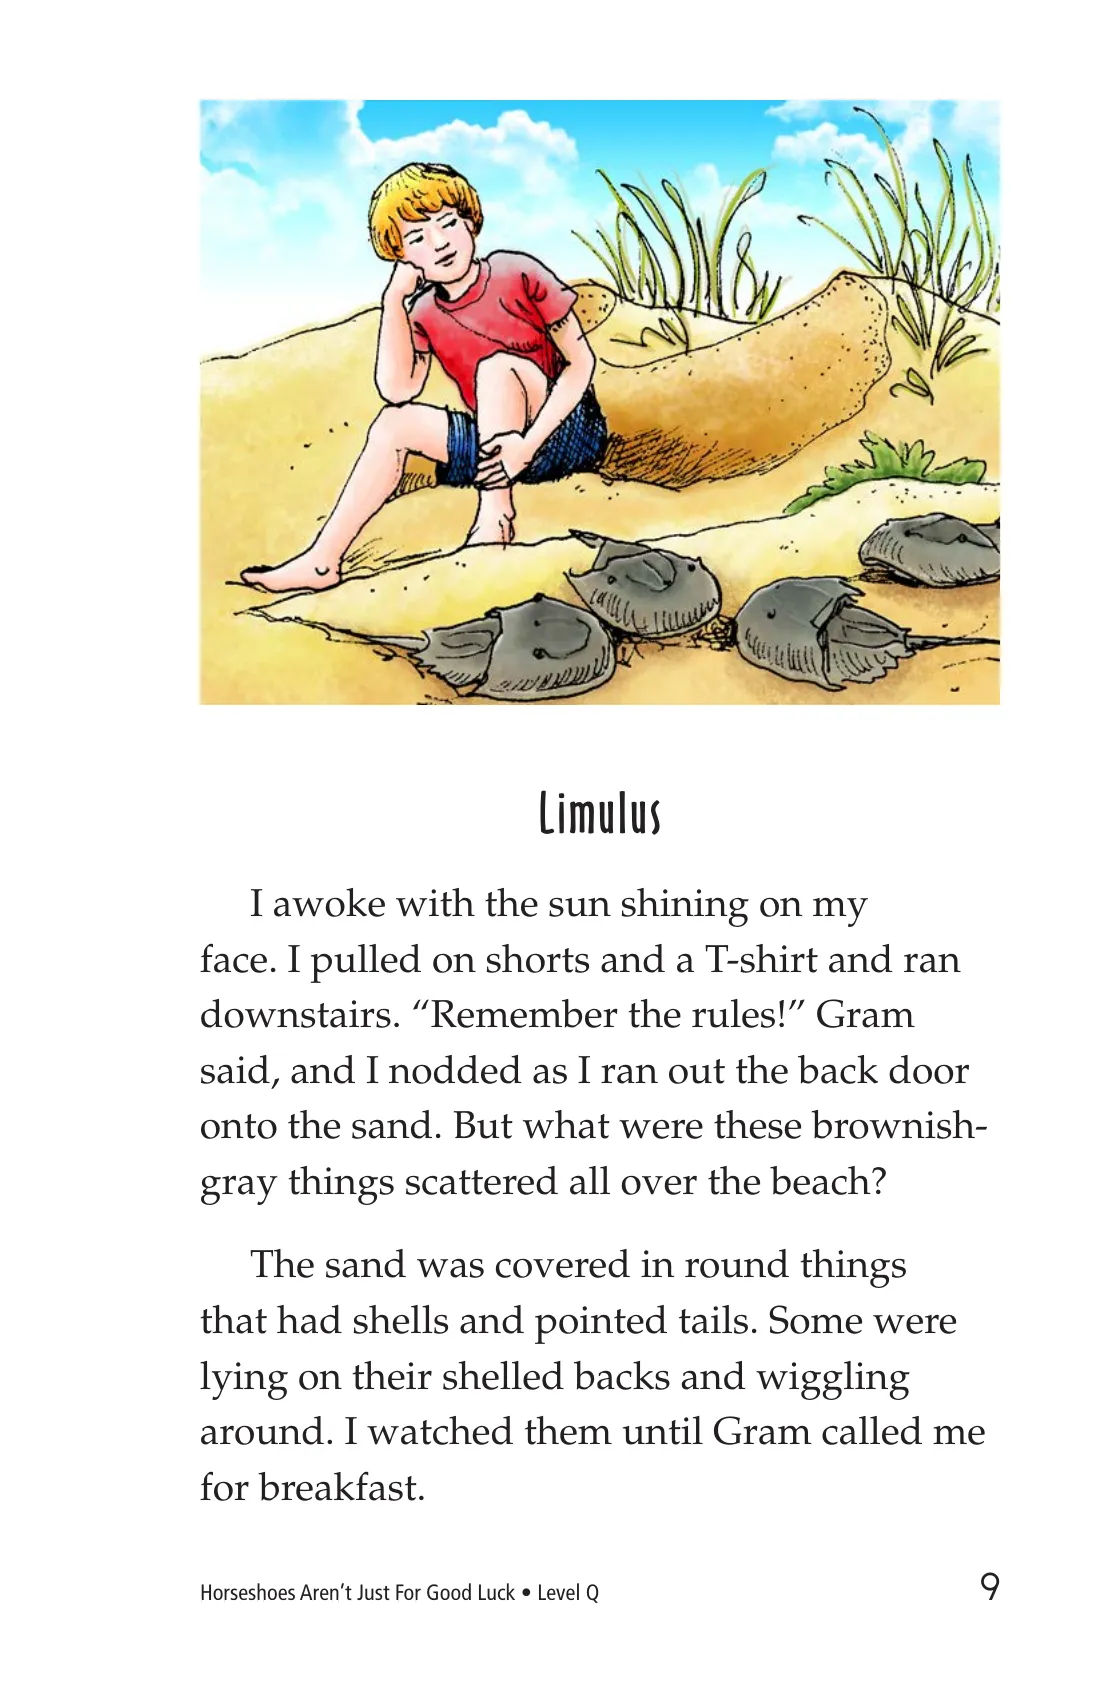 Limulus
I awoke with the sun shining on my
face. I pulled on shorts and a T-shirt and ran
downstairs. “Remember the rules!” Gram
said, and I nodded as I ran out the back door
onto the sand. But what were these brownish-
gray things scattered all over the beach?
The sand was covered in round things
that had shells and pointed tails. Some were
lying on their shelled backs and wiggling
around. I watched them until Gram called me
for breakfast.
Horseshoes Aren’t Just For Good Luck • Level Q
9